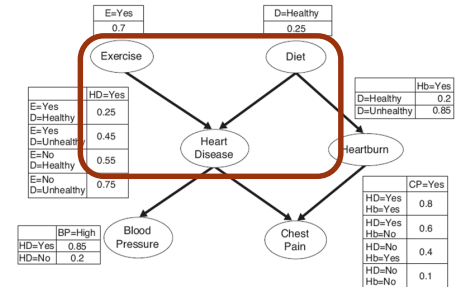 E=Yes
0.7
D=Healthy
0.25
Exercise
Diet
HD=Yes
E=Yes
D=Healthy
0.25
E=Yes
D=Unhealthy
0.45
E=No
D=Healthy
0.55
E=No
D=Unhealthy
0.75
Hb=Yes
D=Healthy 0.2
D=Unhealthy 0.85
Heart
Disease
Heartburn
CP=Yes
HD=Yes
Hb=Yes
0.8
HD=Yes
Hb=No
0.6
HD=No
Hb=Yes
0.4
HD=No
Hb=No
0.1
BP=High
HD=Yes 0.85
HD=No 0.2
Blood
Pressure
Chest
Pain